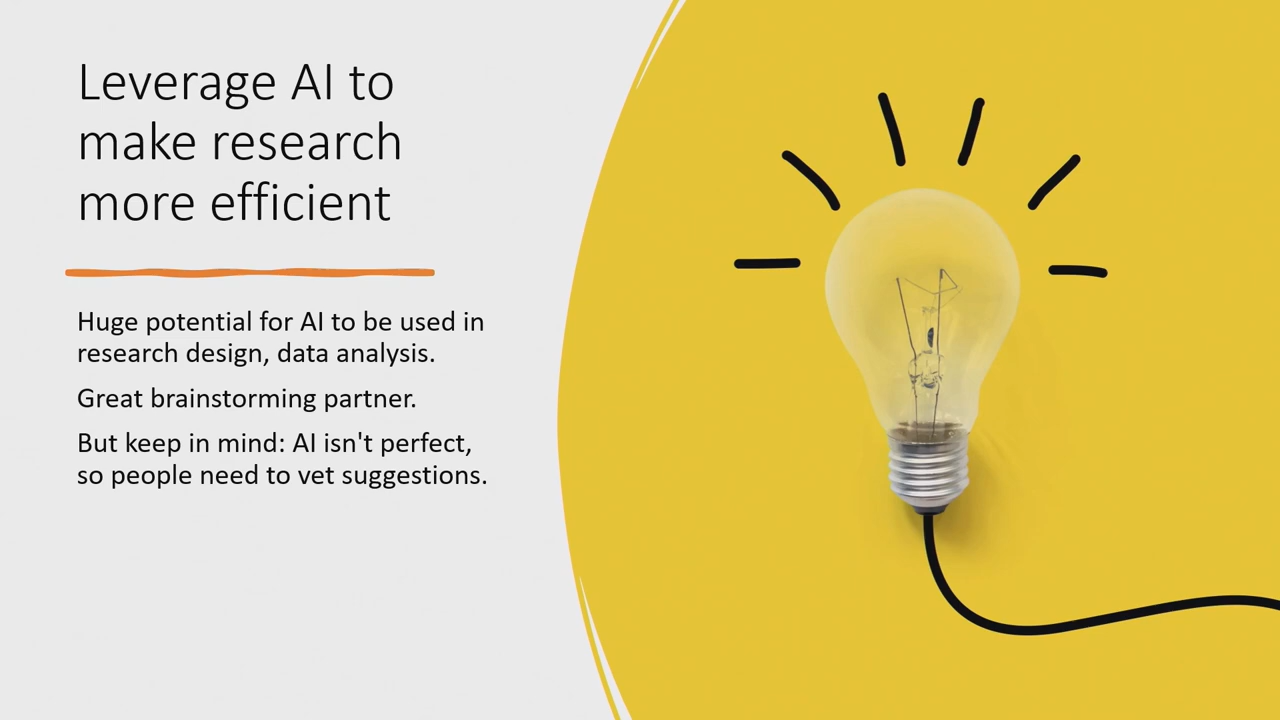 Leverage AI to
make research
more efficient
Huge potential for AI to be used in
research design, data analysis.
Great brainstorming partner.
But keep in mind: AI isn't perfect,
so people need to vet suggestions.